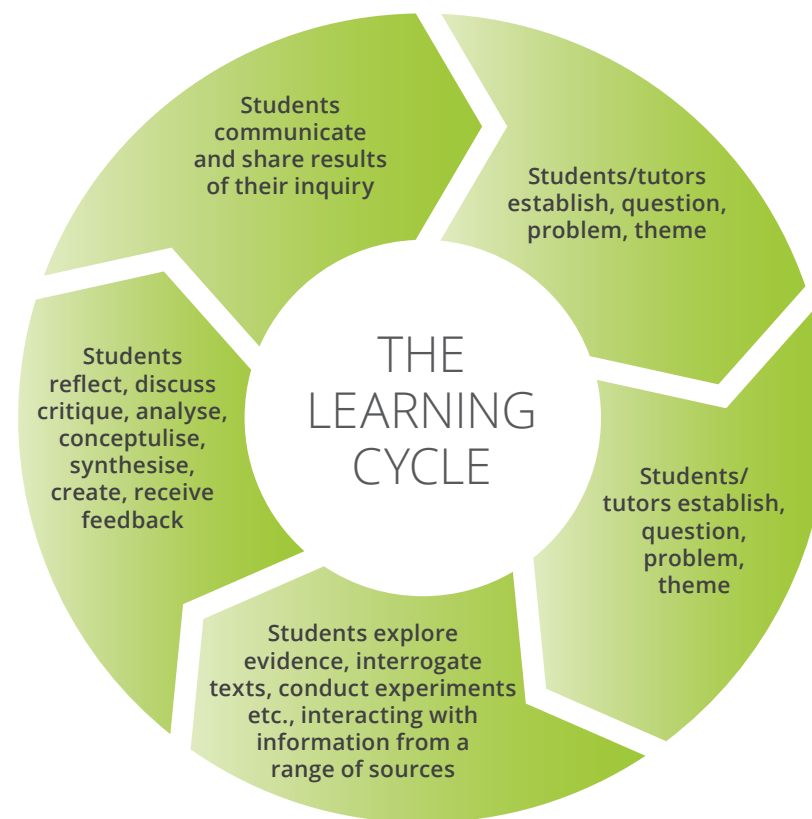 THE
LEARNING
CYCLE
Students/tutors
establish, question,
problem, theme
Students/
tutors establish,
question,
problem,
theme
Students explore
evidence, interrogate
texts, conduct experiments
etc., interacting with
information from a
range of sources
Students
reflect, discuss
critique, analyse,
conceptulise,
synthesise,
create, receive
feedback
Students
communicate
and share results
of their inquiry